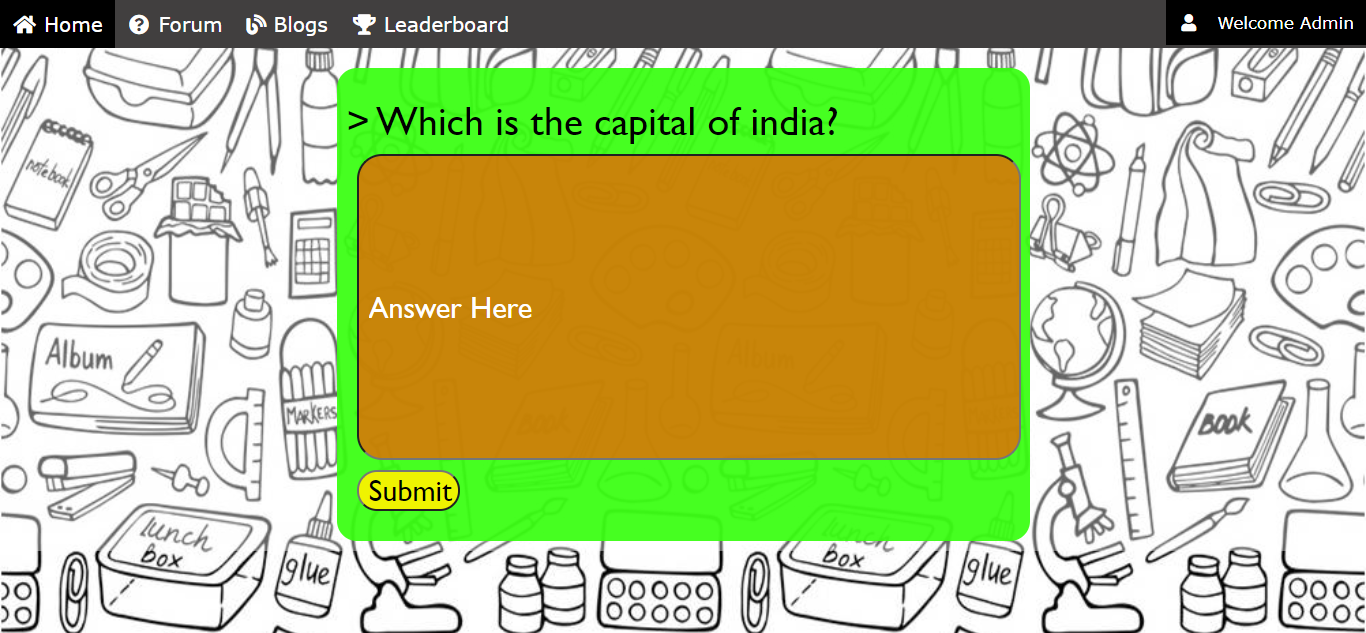 Home Forum Blogs Leaderboard Welcome Admin
> Which is the capital of india?
Answer Here
Submit
notebook
Album
MARKERS
lunch
box
glue
BOOK
Album
lunch
box
glue